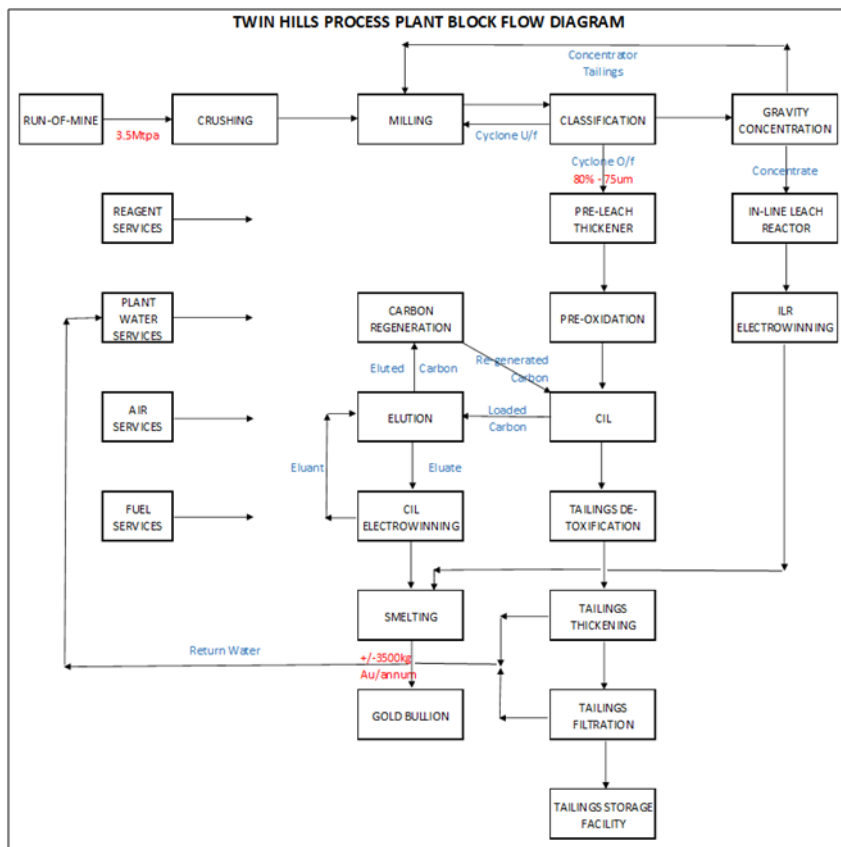 TWIN HILLS PROCESS PLANT BLOCK FLOW DIAGRAM
Concentrator
Tailings
RUN-OF-MINE
3.5Mtpa
CRUSHING
MILLING
Cyclone U/f
CLASSIFICATION
GRAVITY
CONCENTRATION
Cyclone O/f
80% - 75um
Concentrate
REAGENT
SERVICES
PRE-LEACH
THICKENER
IN-LINE LEACH
REACTOR
PLANT
WATER
SERVICES
CARBON
REGENERATION
PRE-OXIDATION
ILR
ELECTROWINNING
Eluted Carbon
Re-generated
Carbon
AIR
SERVICES
ELUTION
Loaded
Carbon
CIL
Eluant
Eluate
FUEL
SERVICES
CIL
ELECTROWINNING
TAILINGS DE-
TOXIFICATION
SMELTING
TAILINGS
THICKENING
Return Water
+/-3500kg
Au/annum
GOLD BULLION
TAILINGS
FILTRATION
TAILINGS STORAGE
FACILITY